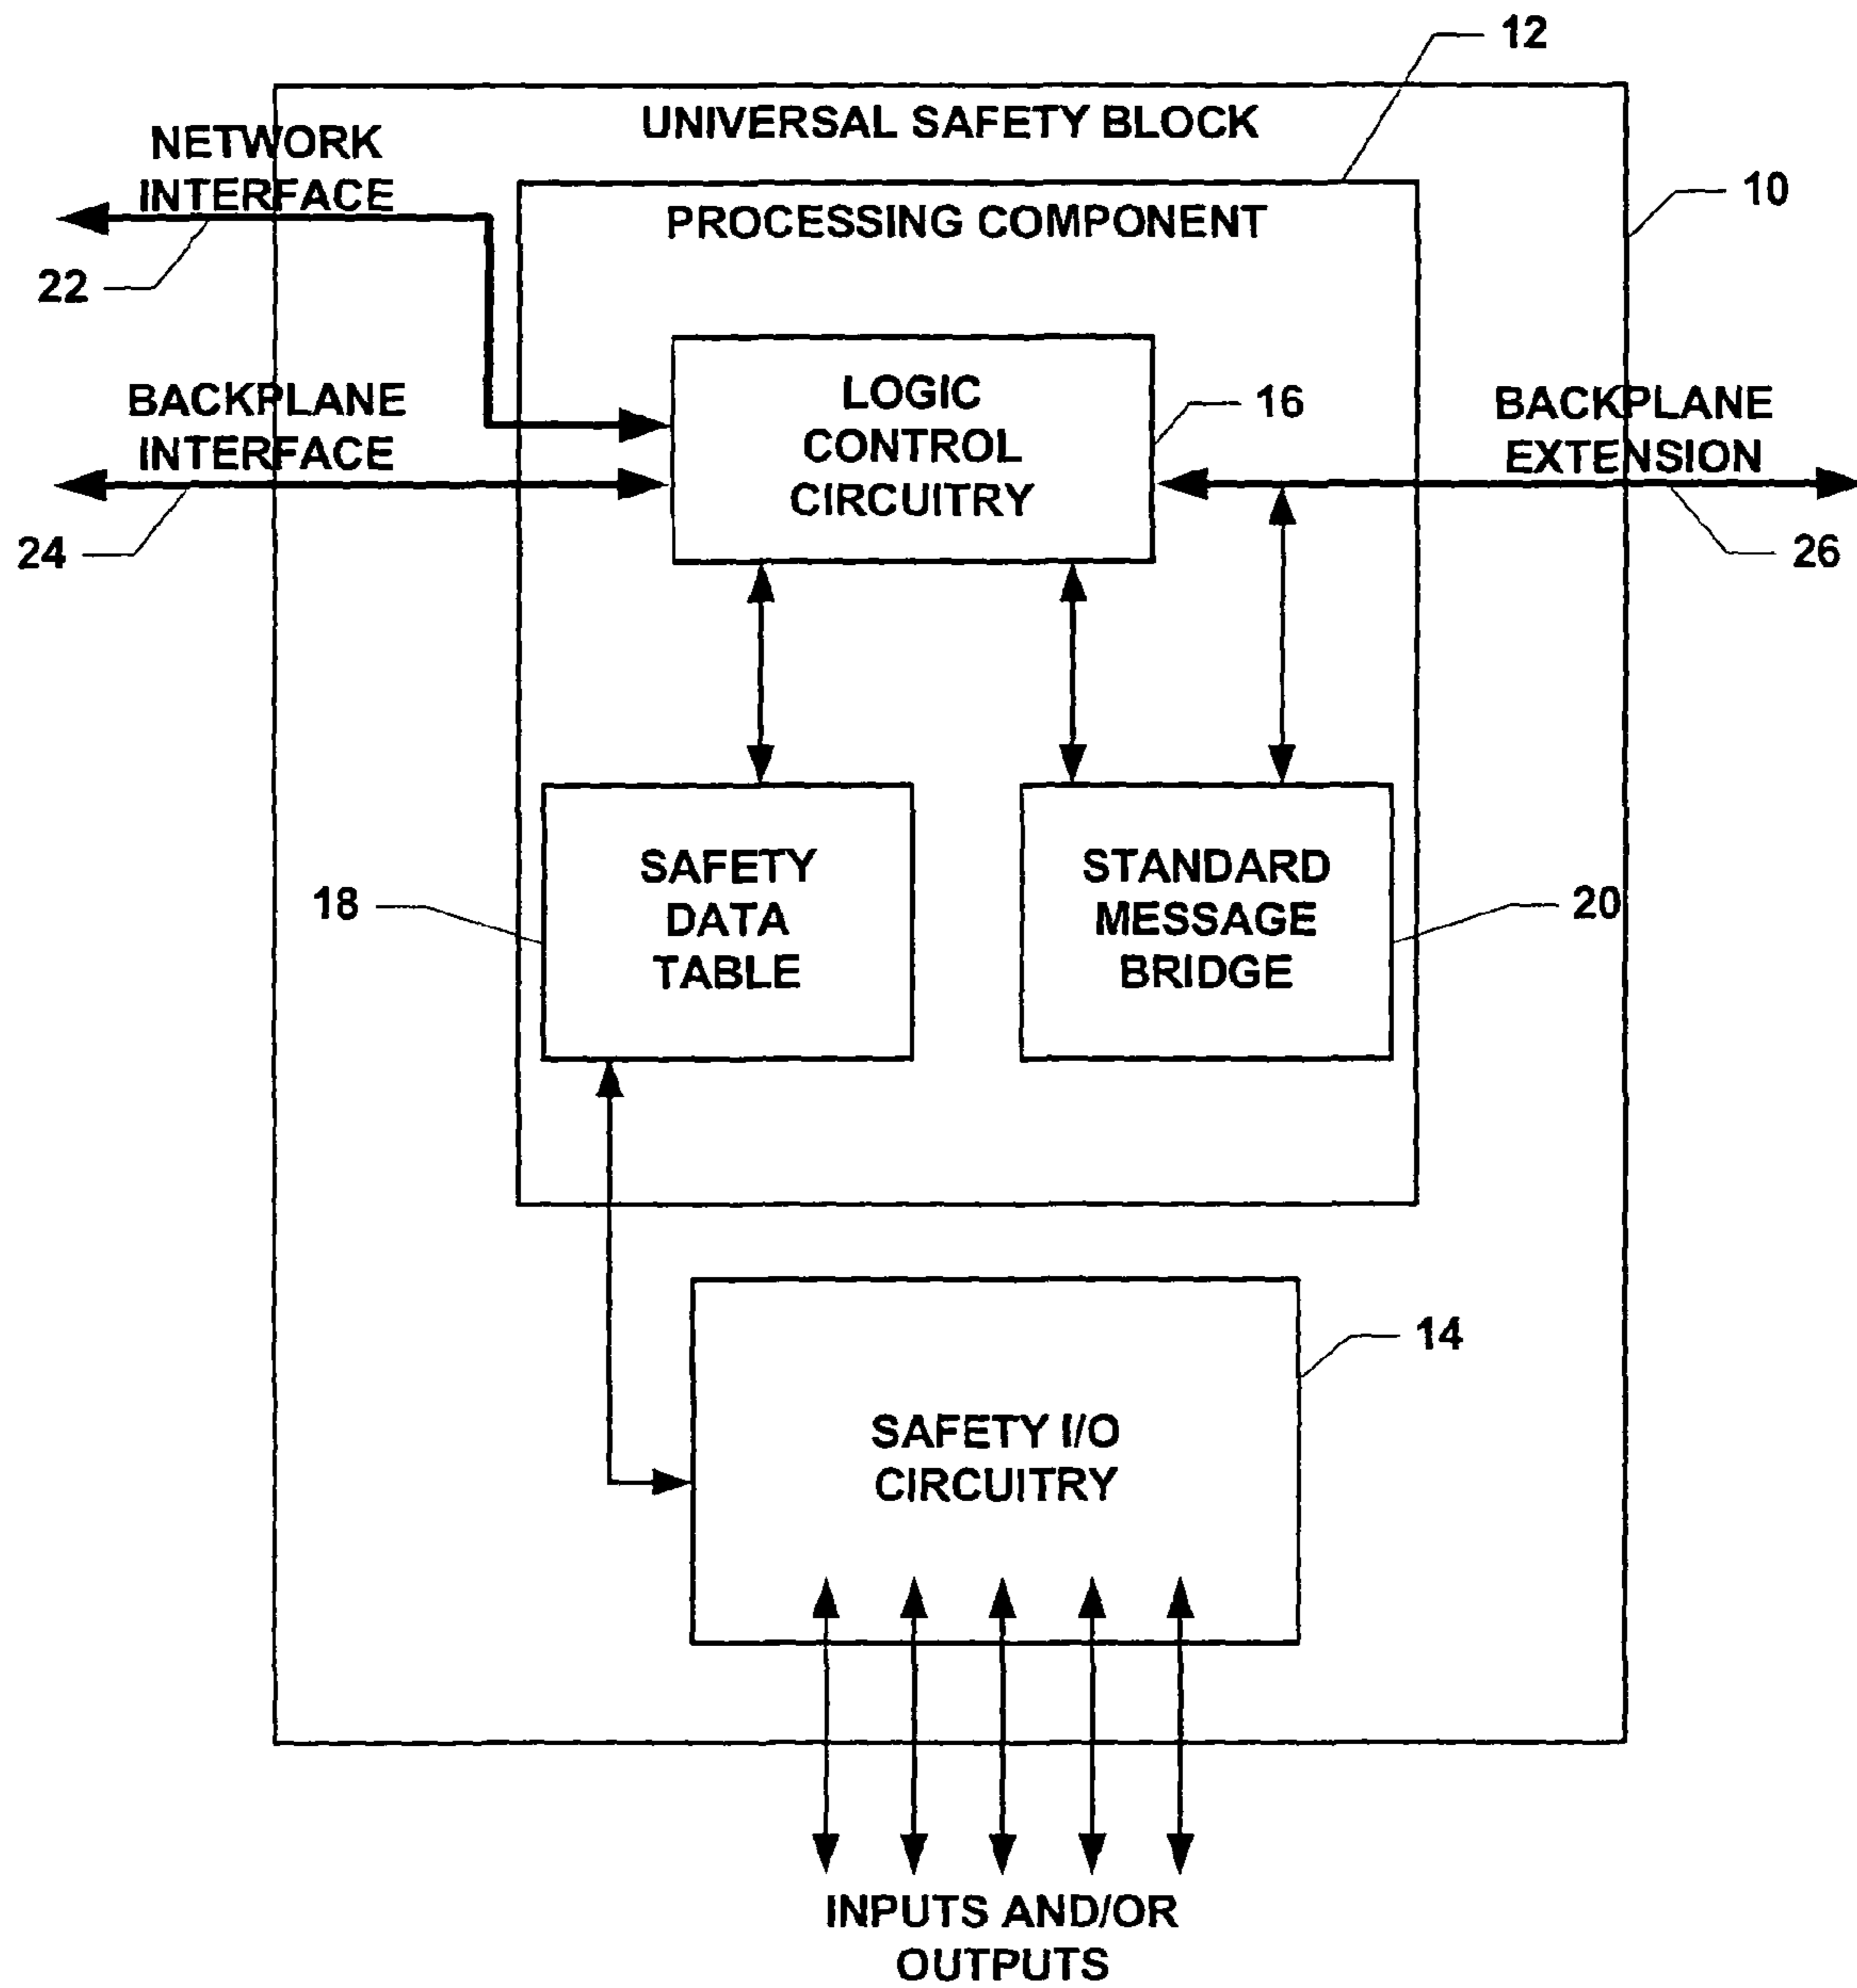 12
UNIVERSAL SAFETY BLOCK
NETWORK
INTERFACE
10
PROCESSING COMPONENT
22
LOGIC
CONTROL
CIRCUITRY
16
BACKPLANE
INTERFACE
BACKPLANE
EXTENSION
24
26
SAFETY
DATA
TABLE
18
STANDARD
MESSAGE
BRIDGE
20
14
SAFETY I/O
CIRCUITRY
INPUTS AND/OR
OUTPUTS